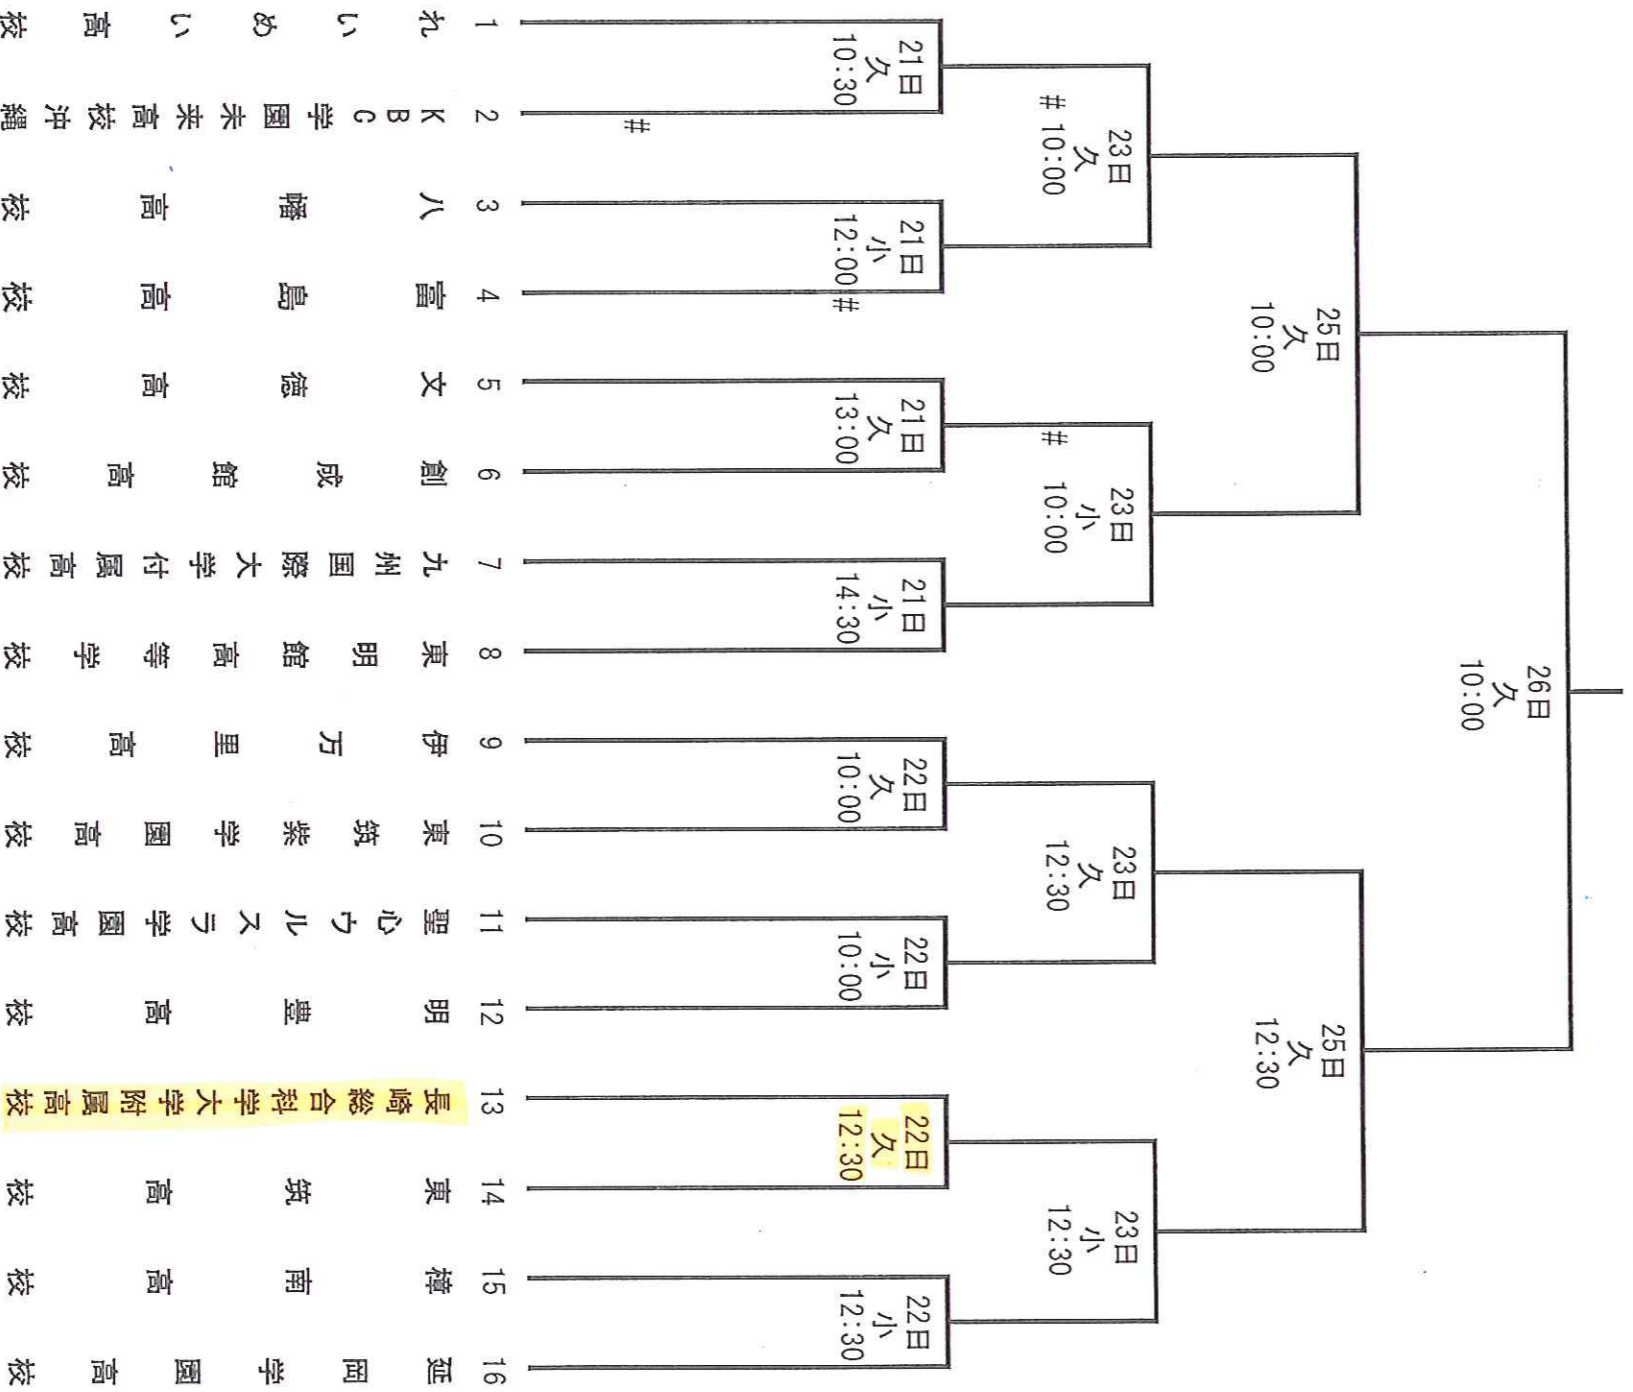 26日
久
10:00
25日
久
10:00
25日
久
12:30
#
23日
久
10:00
#
23日
小
10:00
23日
久
12:30
23日
小
12:30
21日
久
10:30
#
21日
小
12:00
#
21日
久
13:00
21日
小
14:30
22日
久
10:00
22日
小
10:00
22日
久
12:30
22日
小
12:30
1 れいめい高校
2 KBC学園未来高校沖縄
3 八幡高校
4 富島高校
5 文徳高校
6 創成館高校
7 九州国際大学付属高校
8 東明館高等学校
9 伊万里高校
10 東筑紫学園高校
11 聖心ウルスラ学園高校
12 明豊高校
13 長崎総合科学大学附属高校
14 東筑高校
15 樟南高校
16 延岡学園高校